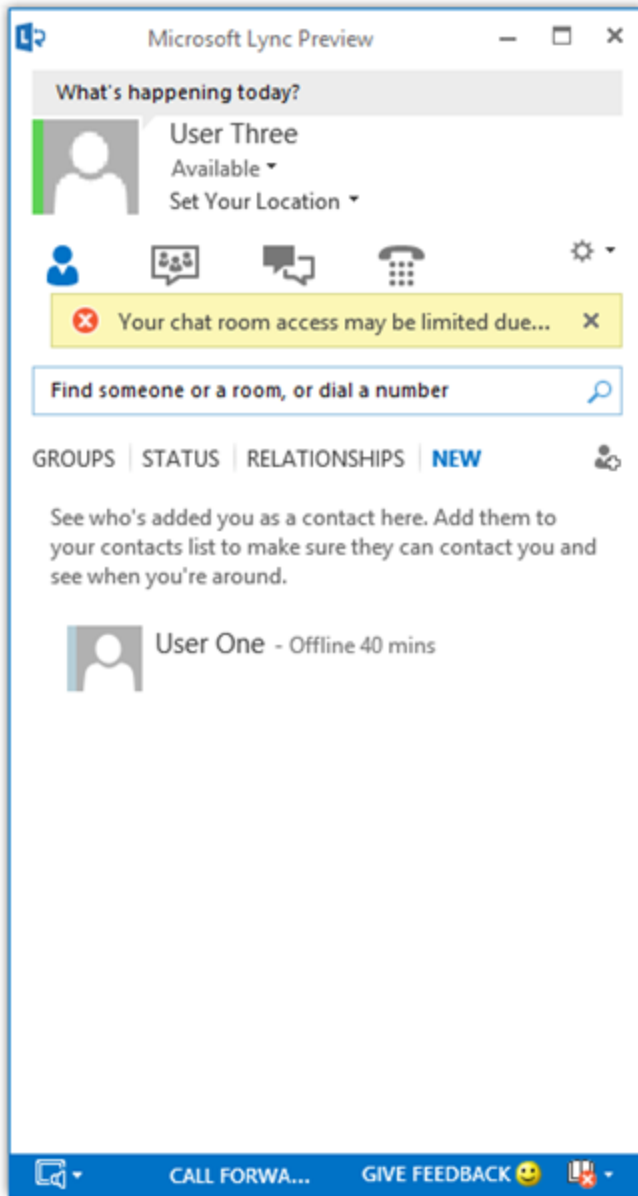 Microsoft Lync Preview
What's happening today?
User Three
Available
Set Your Location
Your chat room access may be limited due...
Find someone or a room, or dial a number
GROUPS STATUS RELATIONSHIPS NEW
See who's added you as a contact here. Add them to
your contacts list to make sure they can contact you and
see when you're around.
User One - Offline 40 mins
CALL FORWA... GIVE FEEDBACK